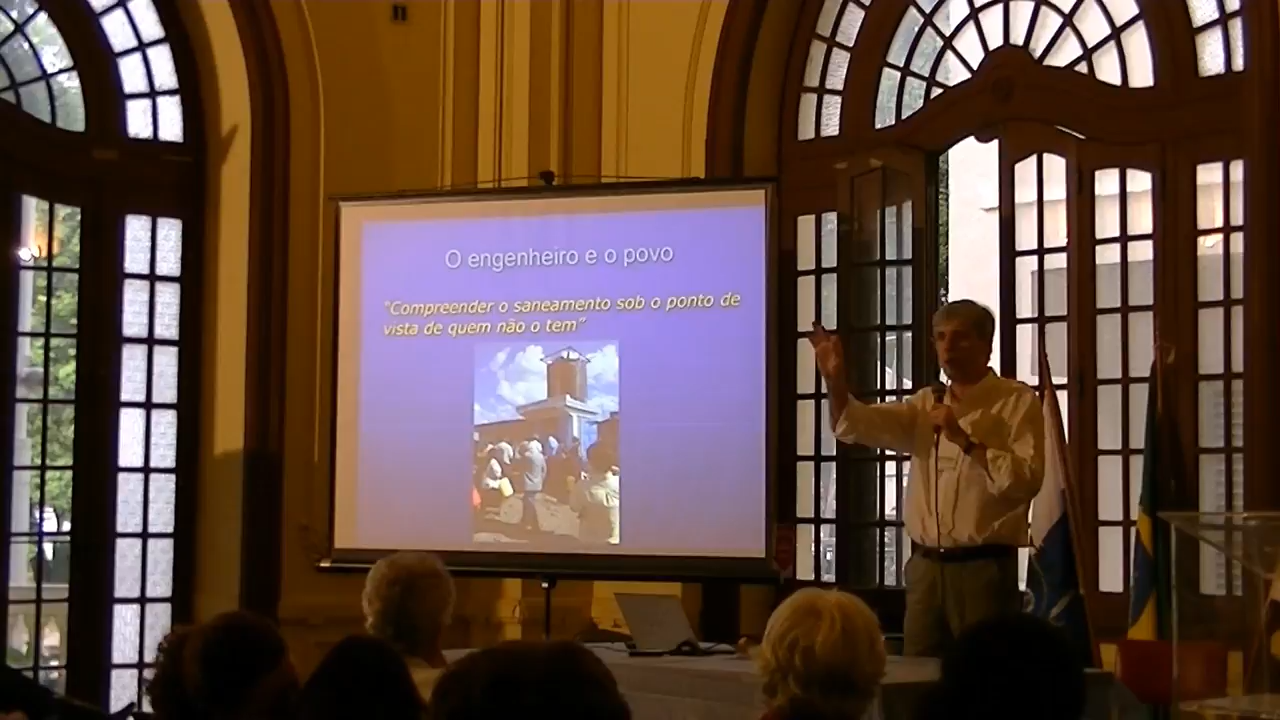 O engenheiro e o povo
"Compreender o saneamento sob o ponto de
vista de quem não o tem"